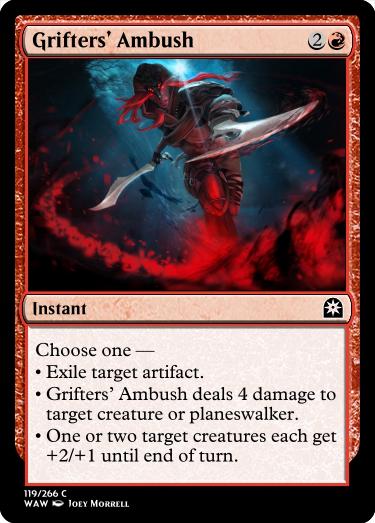 Grifters' Ambush 2
Instant
Choose one —
• Exile target artifact.
• Grifters' Ambush deals 4 damage to
target creature or planeswalker.
• One or two target creatures each get
+2/+1 until end of turn.
119/266 C
WAW Joey Morrell